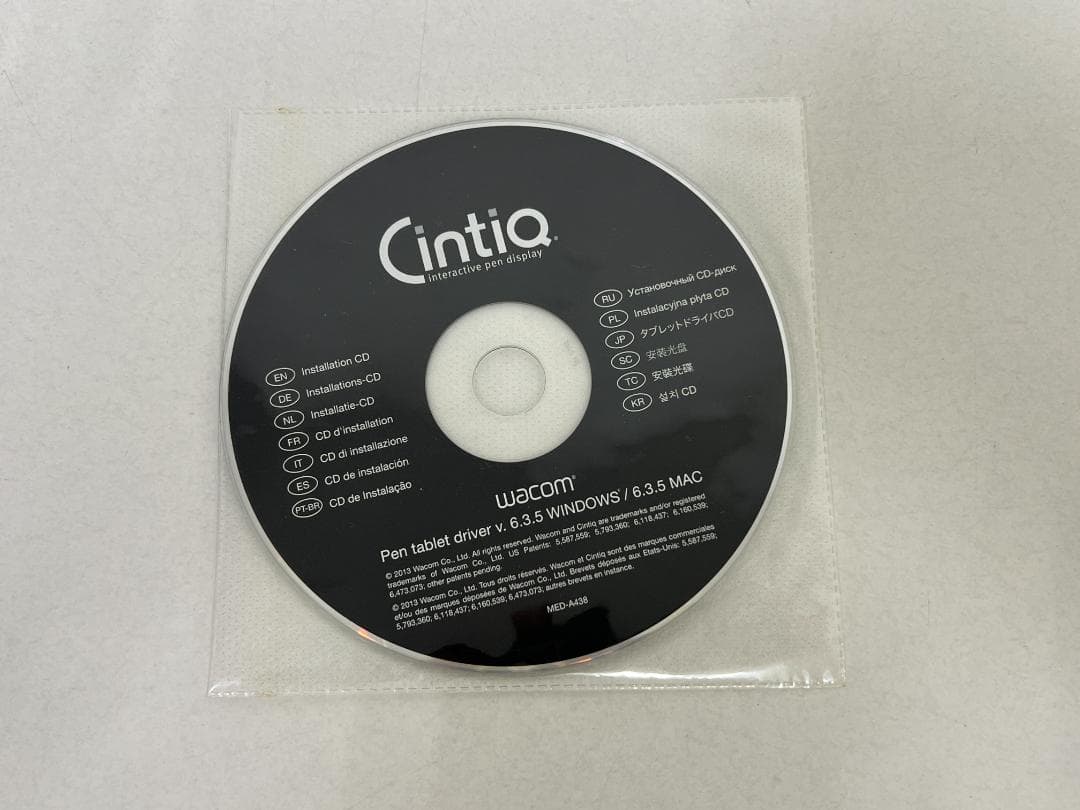 Cintiq
interactive pen display
EN Installation CD
DE Installations-CD
NL Installatie-CD
FR CD d'installation
IT CD di installazione
ES CD de instalación
PT-BR CD de Instalação
RU Установочный CD-диск
PL Instalacyjna płyta CD
JP タブレットドライバCD
SC 安装光盘
TC 安裝光碟
KR 설치 CD
wacom®
Pen tablet driver v. 6.3.5 WINDOWS® / 6.3.5 MAC
© 2013 Wacom Co., Ltd. All rights reserved. Wacom and Cintiq are trademarks and/or registered
trademarks of Wacom Co., Ltd. US Patents: 5,587,559; 5,793,360; 6,118,437; 6,160,539;
6,473,073; other patents pending.
© 2013 Wacom Co., Ltd. Tous droits réservés. Wacom et Cintiq sont des marques commerciales
et/ou des marques déposées de Wacom Co., Ltd. Brevets déposés aux Etats-Unis: 5,587,559;
5,793,360; 6,118,437; 6,160,539; 6,473,073; autres brevets en instance.
MED-A438